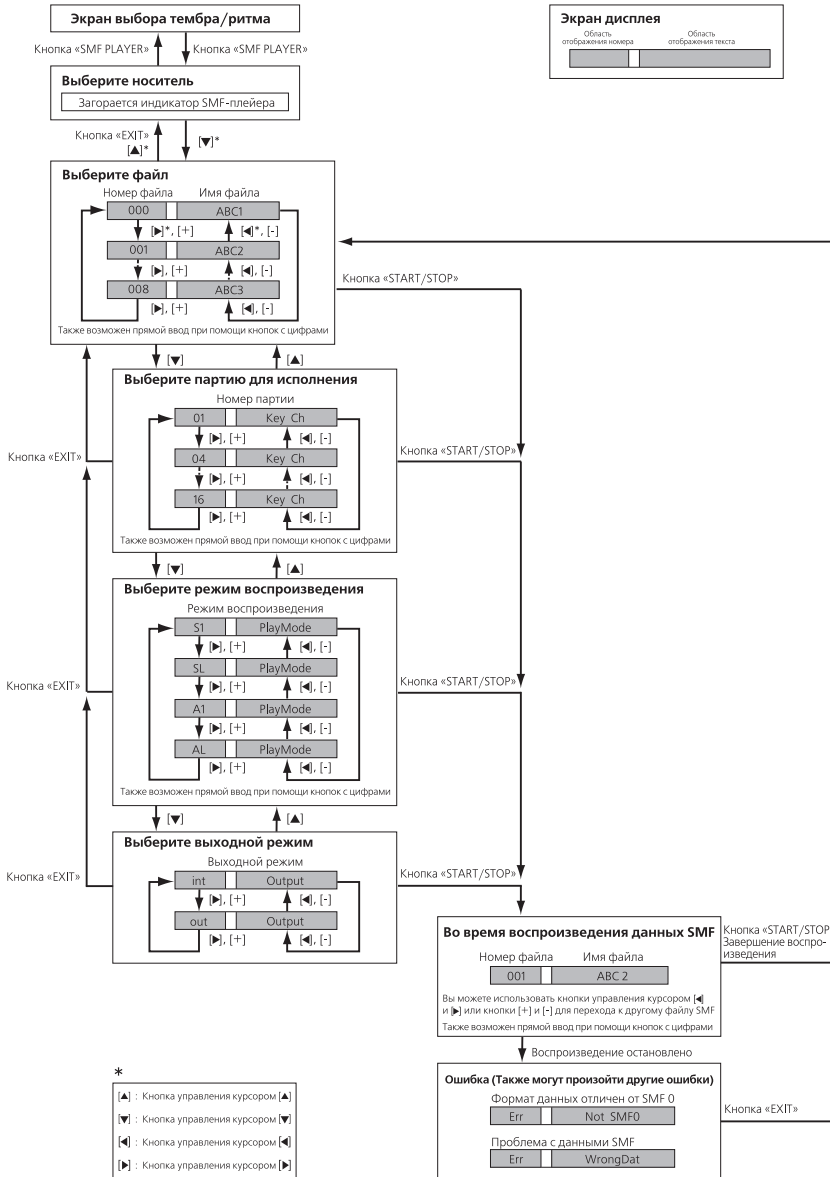 Экран выбора тембра/ритма
Кнопка «SMF PLAYER»
Кнопка «SMF PLAYER»
Экран дисплея
Область отображения номера
Область отображения текста
Выберите носитель
Загорается индикатор SMF-плейера
Кнопка «EXIT»
[▲]*
[▼]*
Выберите файл
Номер файла Имя файла
000 ABC1
[▶]*, [+] [◀]*, [-]
001 ABC2
[▶], [+] [◀], [-]
008 ABC3
[▶], [+] [◀], [-]
Также возможен прямой ввод при помощи кнопок с цифрами
Кнопка «START/STOP»
[▼] [▲]
Выберите партию для исполнения
Номер партии
01 Key Ch
[▶], [+] [◀], [-]
04 Key Ch
[▶], [+] [◀], [-]
16 Key Ch
[▶], [+] [◀], [-]
Также возможен прямой ввод при помощи кнопок с цифрами
Кнопка «EXIT»
Кнопка «START/STOP»
[▼] [▲]
Выберите режим воспроизведения
Режим воспроизведения
S1 PlayMode
[▶], [+] [◀], [-]
SL PlayMode
[▶], [+] [◀], [-]
A1 PlayMode
[▶], [+] [◀], [-]
AL PlayMode
[▶], [+] [◀], [-]
Также возможен прямой ввод при помощи кнопок с цифрами
Кнопка «EXIT»
Кнопка «START/STOP»
[▼] [▲]
Выберите выходной режим
Выходной режим
int Output
[▶], [+] [◀], [-]
out Output
[▶], [+] [◀], [-]
Кнопка «EXIT»
Кнопка «START/STOP»
Во время воспроизведения данных SMF
Номер файла Имя файла
001 ABC 2
Вы можете использовать кнопки управления курсором [◀]
и [▶] или кнопки [+] и [-] для перехода к другому файлу SMF
Также возможен прямой ввод при помощи кнопок с цифрами
Кнопка «START/STOP
Завершение воспро-
изведения
Воспроизведение остановлено
Ошибка (Также могут произойти другие ошибки)
Формат данных отличен от SMF 0
Err Not SMF0
Проблема с данными SMF
Err WrongDat
Кнопка «EXIT»
*
[▲] : Кнопка управления курсором [▲]
[▼] : Кнопка управления курсором [▼]
[◀] : Кнопка управления курсором [◀]
[▶] : Кнопка управления курсором [▶]